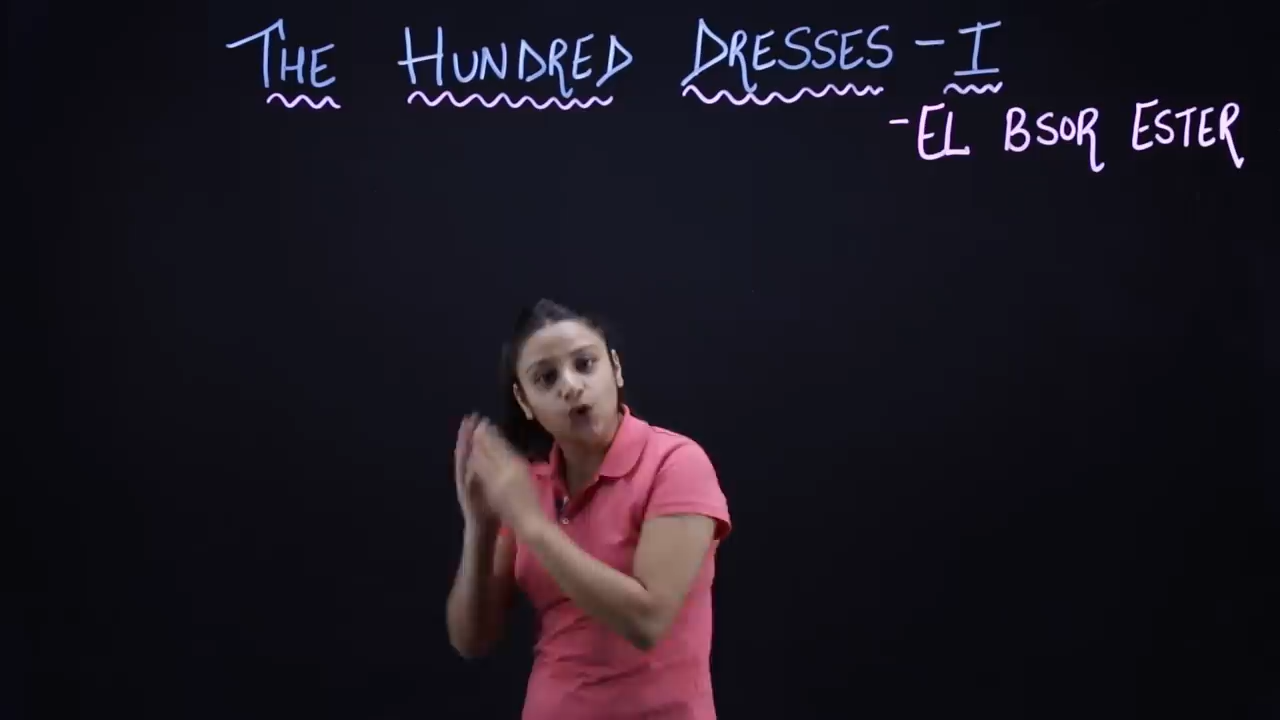 THE HUNDRED DRESSES - I
- EL BSOR ESTER